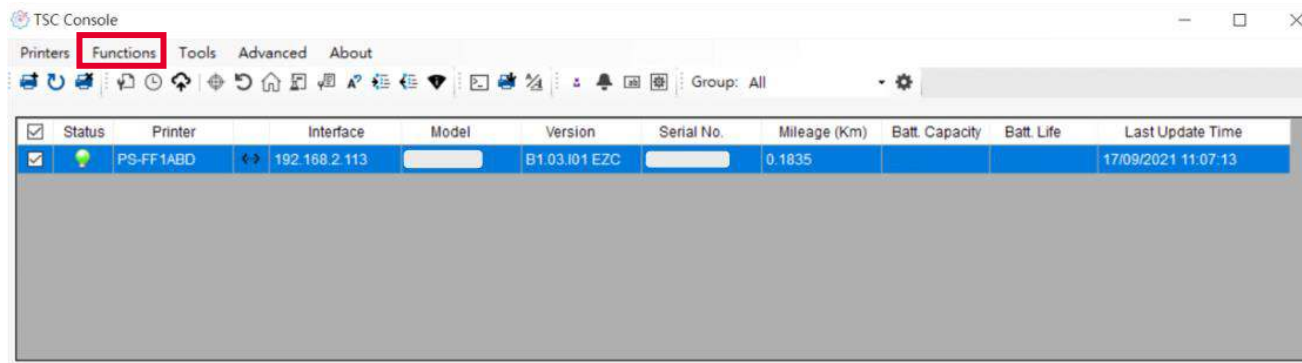 TSC Console
Printers Functions Tools Advanced About
Group: All
Status Printer Interface Model Version Serial No. Mileage (Km) Batt. Capacity Batt. Life Last Update Time
PS-FF1ABD 192.168.2.113 B1.03.I01 EZC 0.1835 17/09/2021 11:07:13